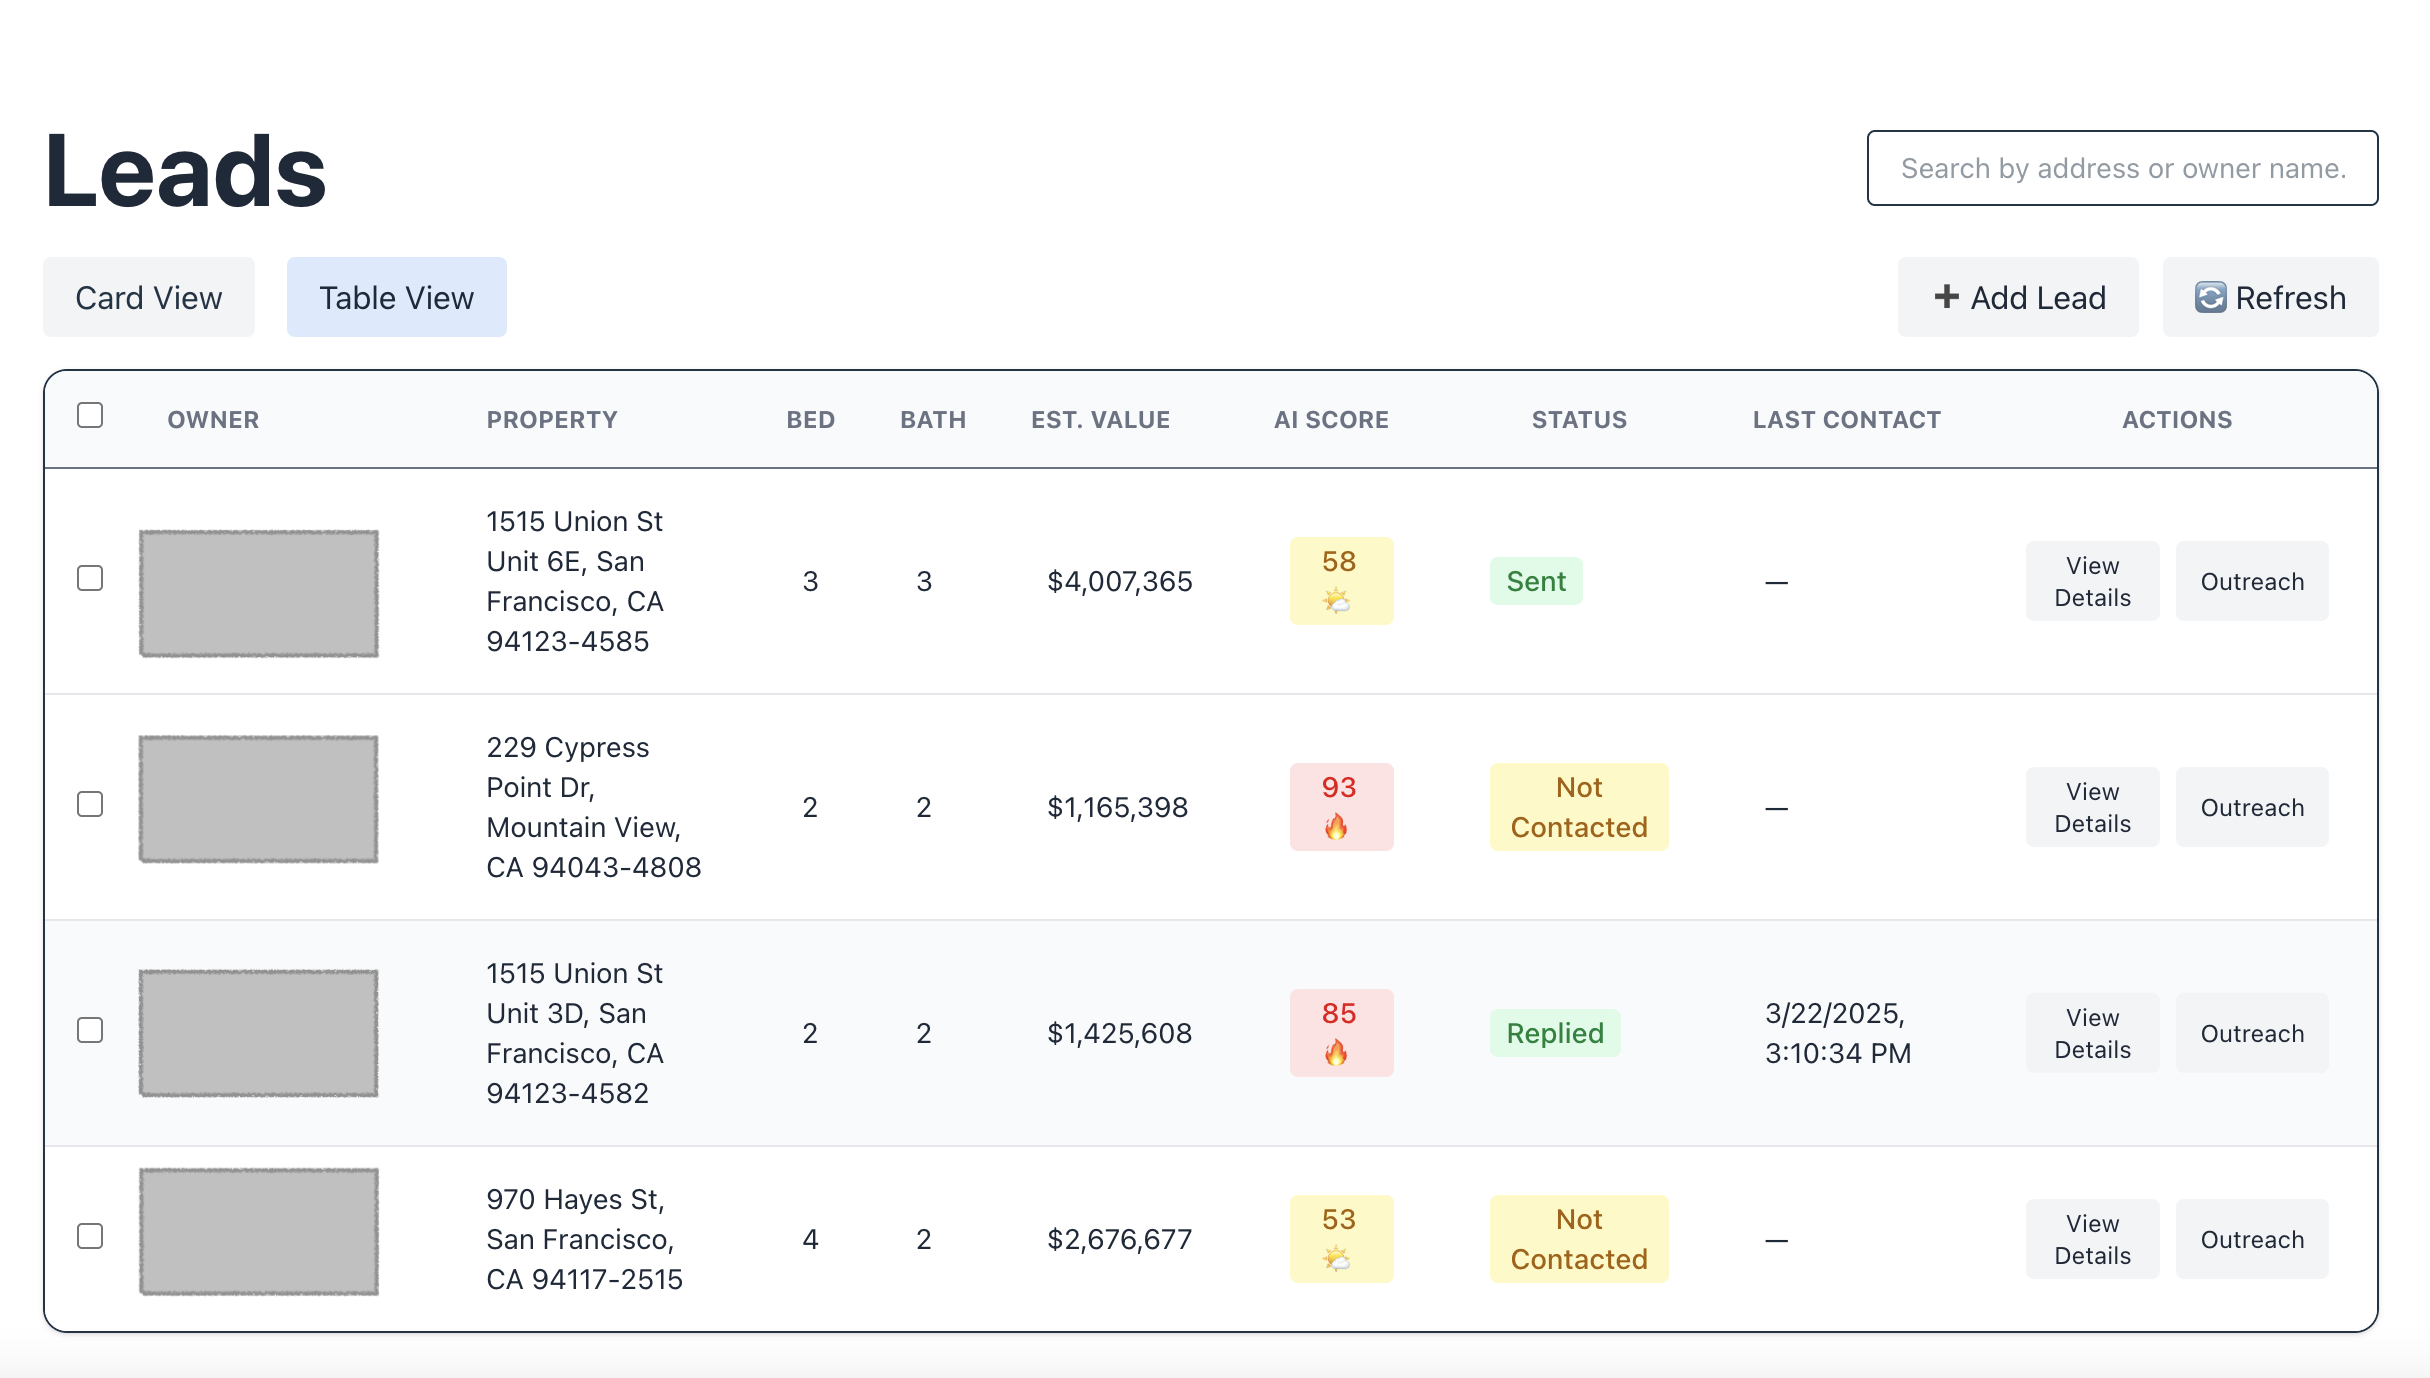 Leads
Search by address or owner name.
Card View
Table View
Add Lead
Refresh
OWNER PROPERTY BED BATH EST. VALUE AI SCORE STATUS LAST CONTACT ACTIONS
1515 Union St
Unit 6E, San
Francisco, CA
94123-4585
3
3
$4,007,365
58
Sent
—
View
Details
Outreach
229 Cypress
Point Dr,
Mountain View,
CA 94043-4808
2
2
$1,165,398
93
Not
Contacted
—
View
Details
Outreach
1515 Union St
Unit 3D, San
Francisco, CA
94123-4582
2
2
$1,425,608
85
Replied
3/22/2025,
3:10:34 PM
View
Details
Outreach
970 Hayes St,
San Francisco,
CA 94117-2515
4
2
$2,676,677
53
Not
Contacted
—
View
Details
Outreach